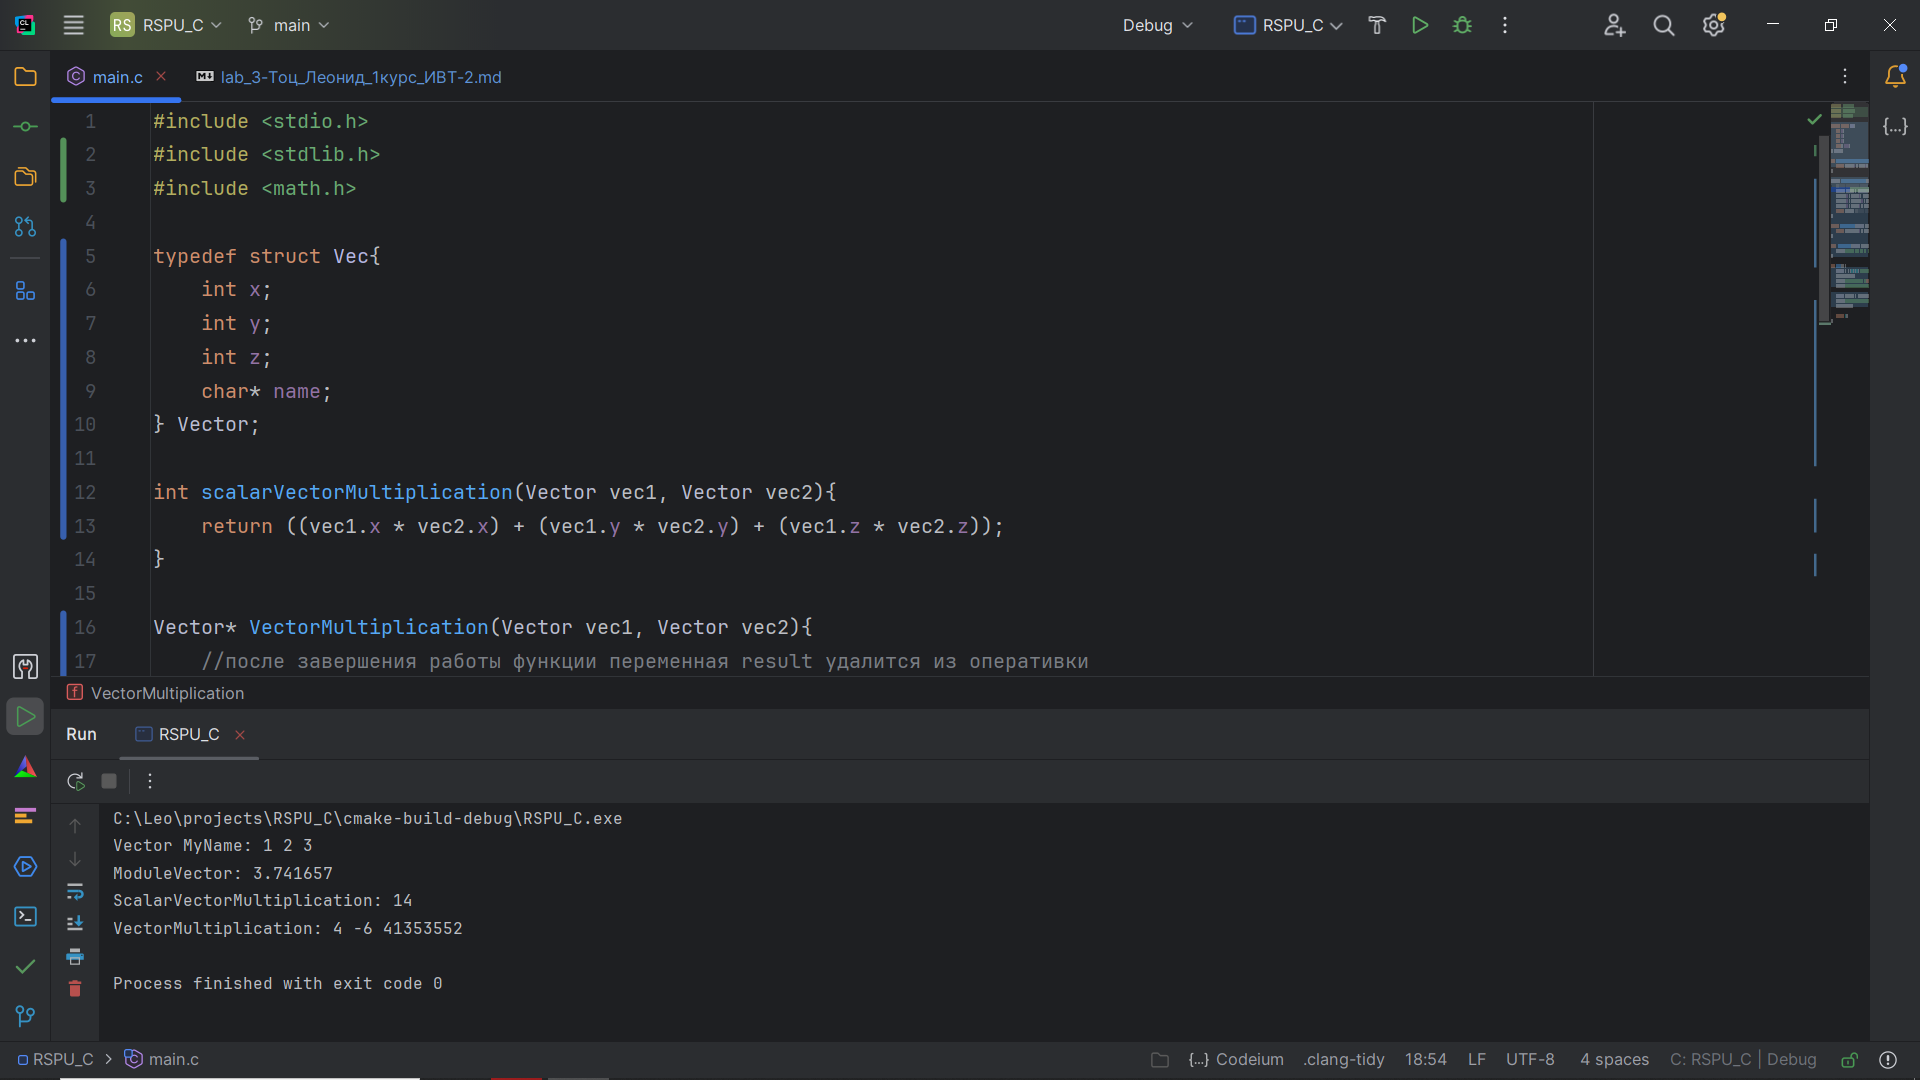 RS RSPU_C main Debug RSPU_C
main.c lab_3-Тоц_Леонид_1курс_ИВТ-2.md
1 #include <stdio.h>
2 #include <stdlib.h>
3 #include <math.h>
4
5 typedef struct Vec{
6 int x;
7 int y;
8 int z;
9 char* name;
10 } Vector;
11
12 int scalarVectorMultiplication(Vector vec1, Vector vec2){
13 return ((vec1.x * vec2.x) + (vec1.y * vec2.y) + (vec1.z * vec2.z));
14 }
15
16 Vector* VectorMultiplication(Vector vec1, Vector vec2){
17 //после завершения работы функции переменная result удалится из оперативки
f VectorMultiplication
Run RSPU_C
C:\Leo\projects\RSPU_C\cmake-build-debug\RSPU_C.exe
Vector MyName: 1 2 3
ModuleVector: 3.741657
ScalarVectorMultiplication: 14
VectorMultiplication: 4 -6 41353552
Process finished with exit code 0
RSPU_C > main.c {...} Codeium .clang-tidy 18:54 LF UTF-8 4 spaces C: RSPU_C | Debug